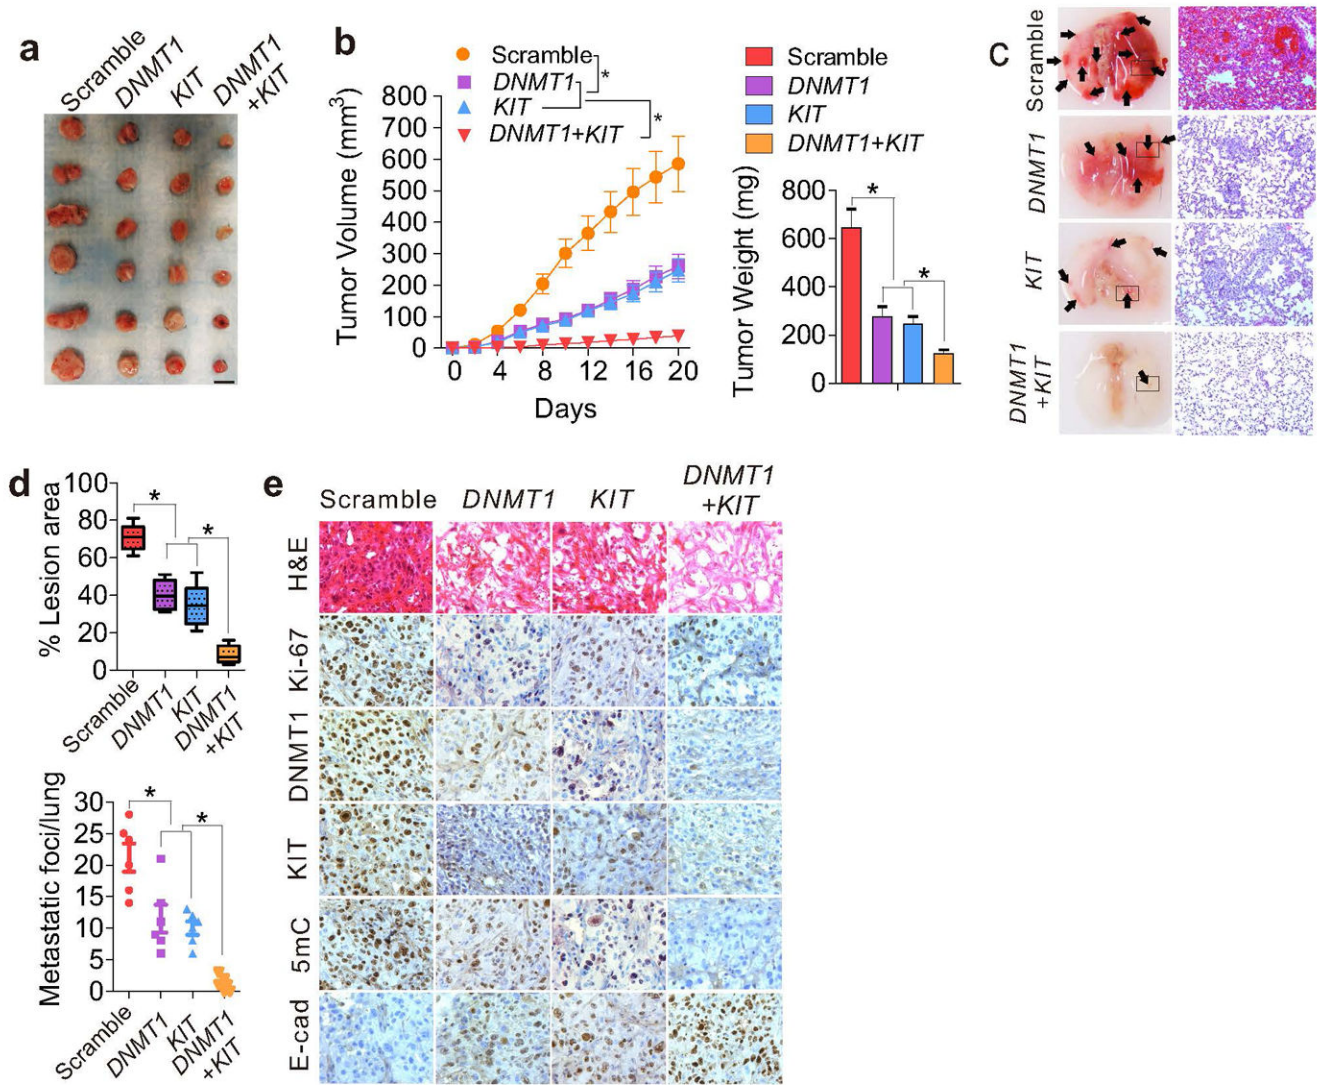 a
Scramble
DNMT1
KIT
DNMT1
+KIT
b
Tumor Volume (mm3)
800
700
600
500
400
300
200
100
0
0 4 8 12 16 20
Days
Scramble
DNMT1
KIT
DNMT1+KIT
*
*
Scramble
DNMT1
KIT
DNMT1+KIT
Tumor Weight (mg)
800
600
400
200
0
*
*
c
Scramble
DNMT1
KIT
DNMT1
+KIT
d
% Lesion area
100
80
60
40
20
0
*
*
Scramble
DNMT1
KIT
DNMT1
+KIT
Metastatic foci/lung
30
25
20
15
10
5
0
*
*
Scramble
DNMT1
KIT
DNMT1
+KIT
e
Scramble
DNMT1
KIT
DNMT1
+KIT
H&E
Ki-67
DNMT1
KIT
5mC
E-cad